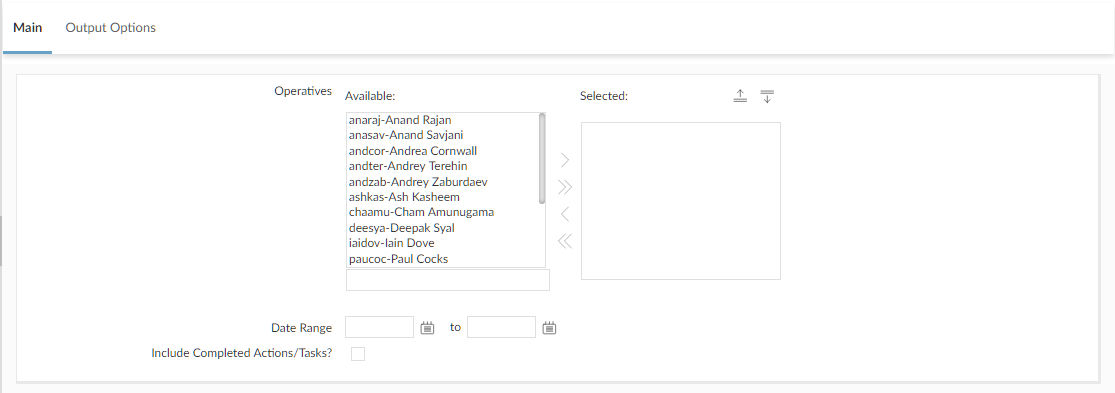 Main Output Options
Operatives Available: Selected:
anaraj-Anand Rajan
anasav-Anand Savjani
andcor-Andrea Cornwall
andter-Andrey Terehin
andzab-Andrey Zaburdaev
ashkas-Ash Kasheem
chaamu-Cham Amunugama
deesya-Deepak Syal
iaidov-Iain Dove
paucoc-Paul Cocks
Date Range to
Include Completed Actions/Tasks?